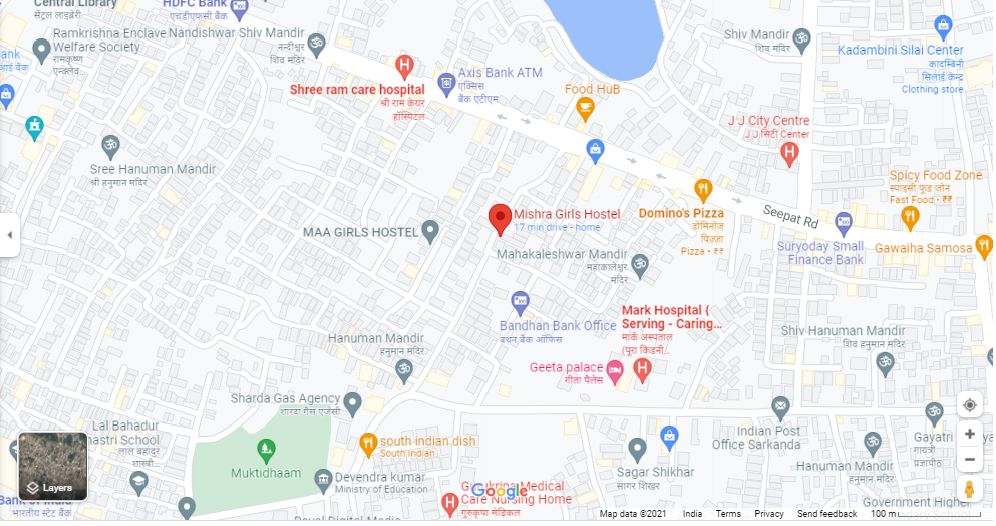 Central Library
सेंट्रल लाइब्रेरी
HDFC Bank
एचडीएफसी बैंक
Ramkrishna Enclave
Welfare Society
रामकृष्ण
एन्क्लेव
Nandishwar Shiv Mandir
नन्दीश्वर
शिव मंदिर
ank
आई बैंक
Shree ram care hospital
श्री राम केयर
हॉस्पिटल
Axis Bank ATM
एक्सिस
बैंक एटीएम
Food HuB
Shiv Mandir
शिव मंदिर
Kadambini Silai Center
कादम्बिनी
सिलाई केन्द्र
Clothing store
J J City Centre
J J सिटी Center
Sree Hanuman Mandir
श्री हनुमान मंदिर
Spicy Food Zone
स्पाइसी फूड ज़ोन
Fast Food • ₹₹
Mishra Girls Hostel
17 min drive - home
Domino's Pizza
डोमिनोज
पिज़्ज़ा
Pizza • ₹₹
Seepat Rd
MAA GIRLS HOSTEL
Suryoday Small
Finance Bank
Gawaiha Samosa
Mahakaleshwar Mandir
महाकालेश्वर
मंदिर
Bandhan Bank Office
बंधन बैंक ऑफिस
Mark Hospital (
Serving - Caring...
मार्क अस्पताल
(पूरा किडनी...
Hanuman Mandir
हनुमान मंदिर
Shiv Hanuman Mandir
शिव हनुमान मंदिर
Geeta palace
गीता पैलेस
Sharda Gas Agency
शारदा गैस एजेंसी
Lal Bahadur
astri School
लाल बहादुर
शास्त्री...
Muktidhaam
south indian dish
South Indian
Indian Post
Office Sarkanda
Gayatri
गायत्री
प्रज्ञापीठ
Devendra kumar
Ministry of Education
Sagar Shikhar
सागर शिखर
Hanuman Mandir
हनुमान मंदिर
Layers
Bank of India
भारतीय स्टेट बैंक
Google
Gurukripa Medical
Care Nursing Home
गुरुकृपा मेडिकल
Government Higher
Royal Digital Media
Map data ©2021
India
Terms
Privacy
Send feedback
100 m